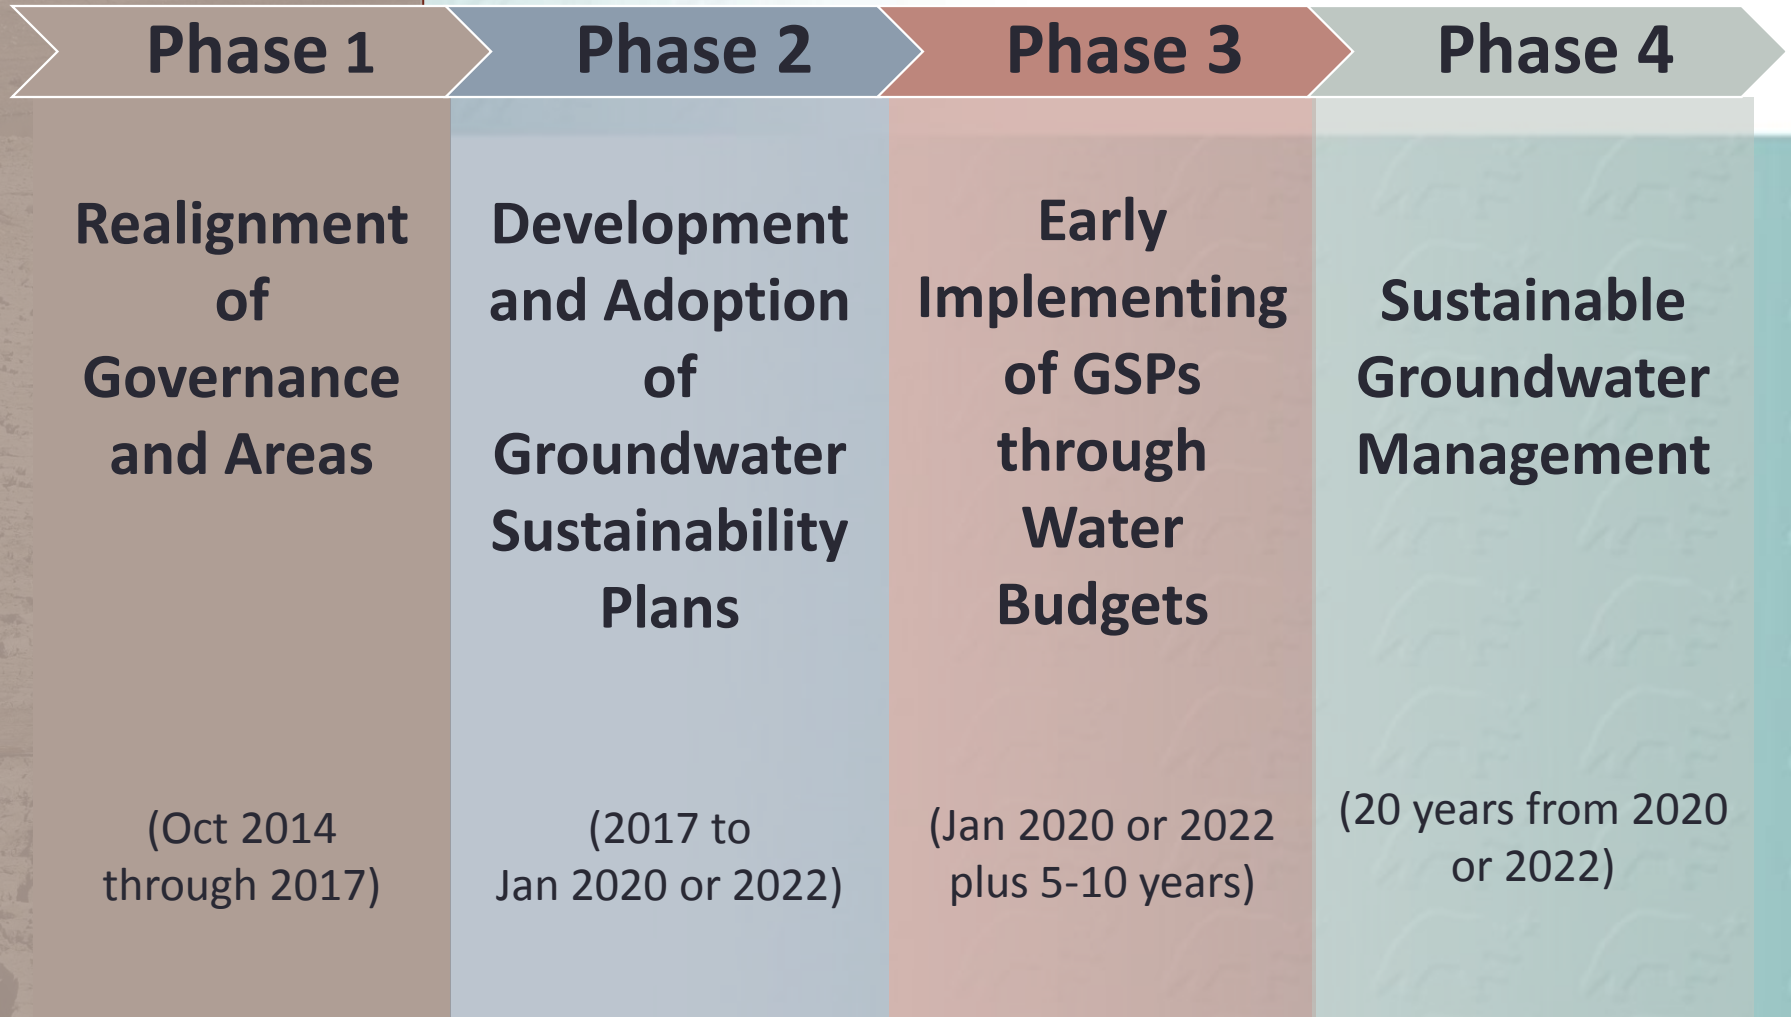 Phase 1
Phase 2
Phase 3
Phase 4
Realignment
of
Governance
and Areas
(Oct 2014
through 2017)
Development
and Adoption
of
Groundwater
Sustainability
Plans
(2017 to
Jan 2020 or 2022)
Early
Implementing
of GSPs
through
Water
Budgets
(Jan 2020 or 2022
plus 5-10 years)
Sustainable
Groundwater
Management
(20 years from 2020
or 2022)